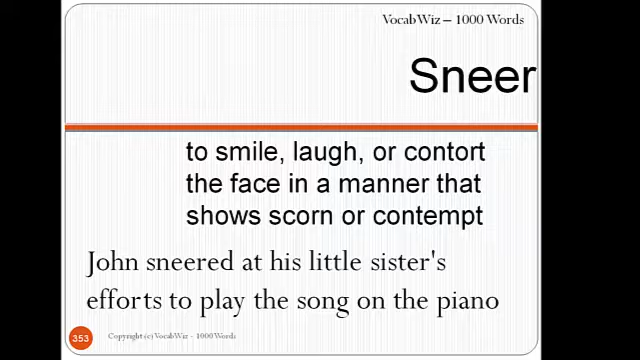 VocabWiz – 1000 Words
Sneer
to smile, laugh, or contort
the face in a manner that
shows scorn or contempt
John sneered at his little sister's
efforts to play the song on the piano
353
Copyright (c) VocabWiz - 1000 Words